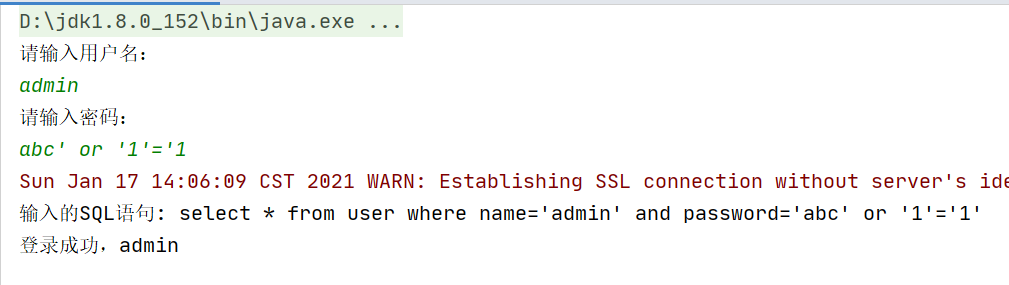 D:\jdk1.8.0_152\bin\java.exe ...
请输入用户名：
admin
请输入密码：
abc' or '1'='1
Sun Jan 17 14:06:09 CST 2021 WARN: Establishing SSL connection without server's ide
输入的SQL语句: select * from user where name='admin' and password='abc' or '1'='1'
登录成功，admin